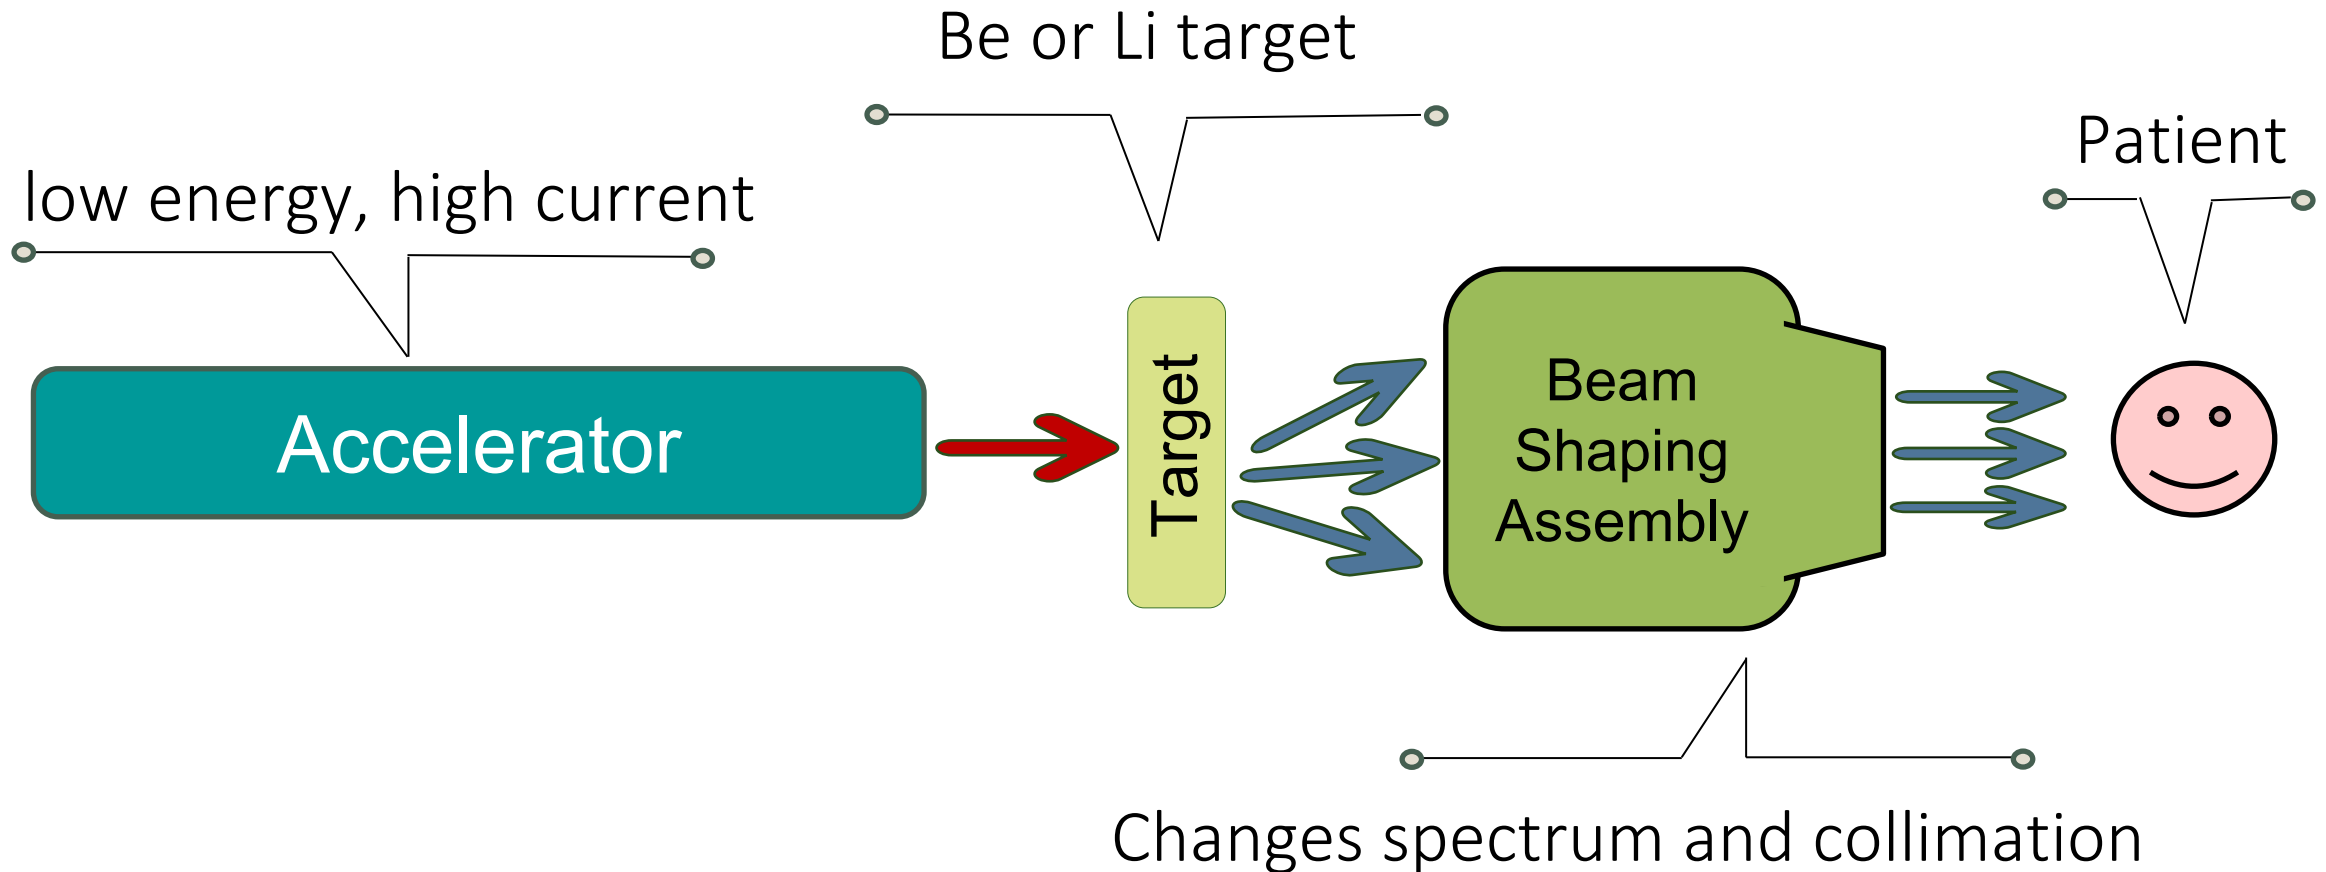 Be or Li target
Patient
low energy, high current
Accelerator
Target
Beam
Shaping
Assembly
Changes spectrum and collimation